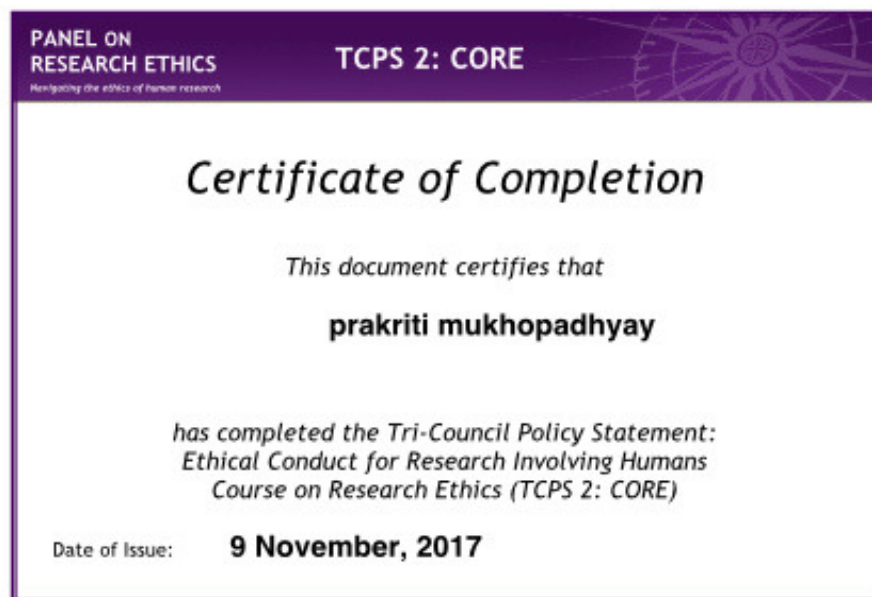 PANEL ON
RESEARCH ETHICS
Navigating the ethics of human research
TCPS 2: CORE
Certificate of Completion
This document certifies that
prakriti mukhopadhyay
has completed the Tri-Council Policy Statement:
Ethical Conduct for Research Involving Humans
Course on Research Ethics (TCPS 2: CORE)
Date of Issue: 9 November, 2017